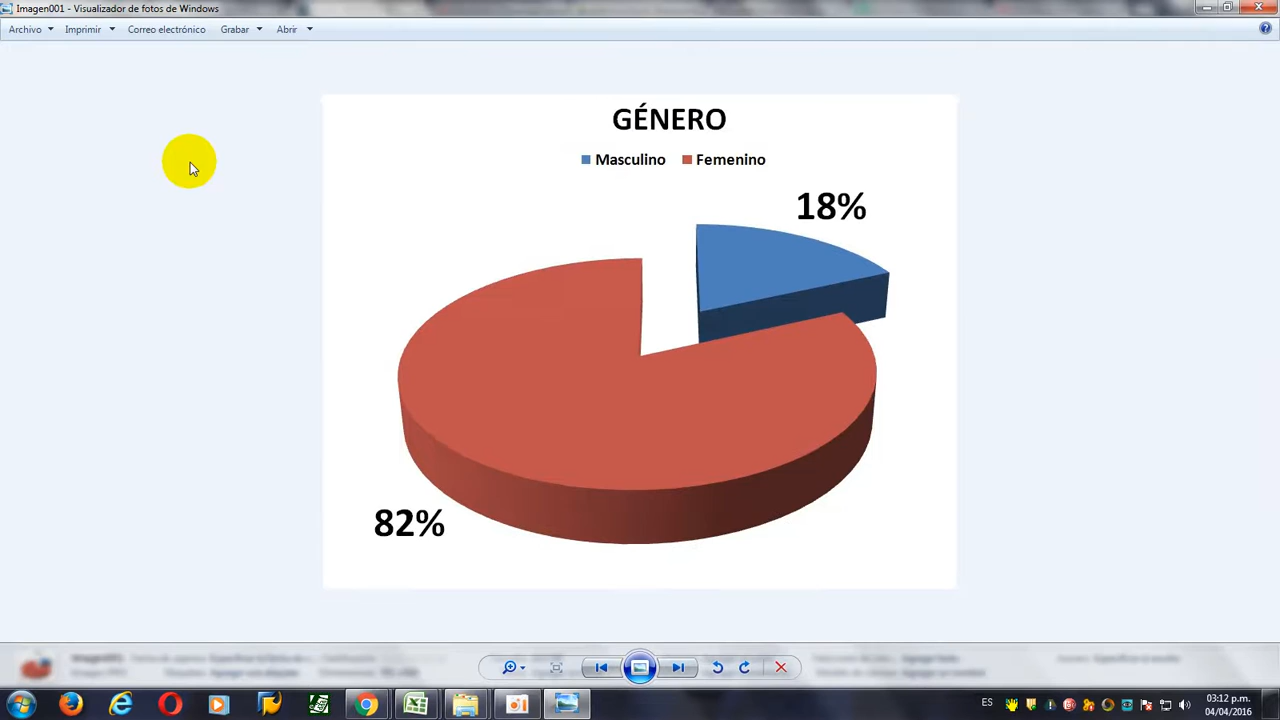 Imagen001 - Visualizador de fotos de Windows
Archivo Imprimir Correo electrónico Grabar Abrir
GÉNERO
Masculino Femenino
18%
82%
ES
03:12 p.m.
04/04/2016